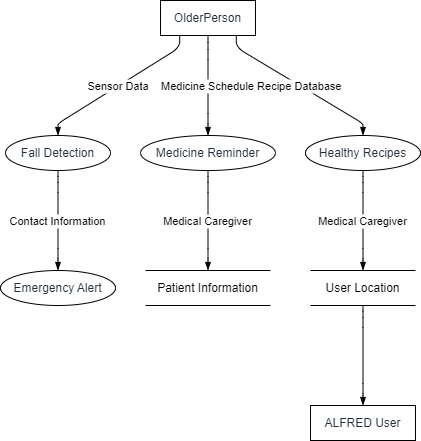 OlderPerson
Sensor Data
Medicine Schedule
Recipe Database
Fall Detection
Medicine Reminder
Healthy Recipes
Contact Information
Medical Caregiver
Medical Caregiver
Emergency Alert
Patient Information
User Location
ALFRED User